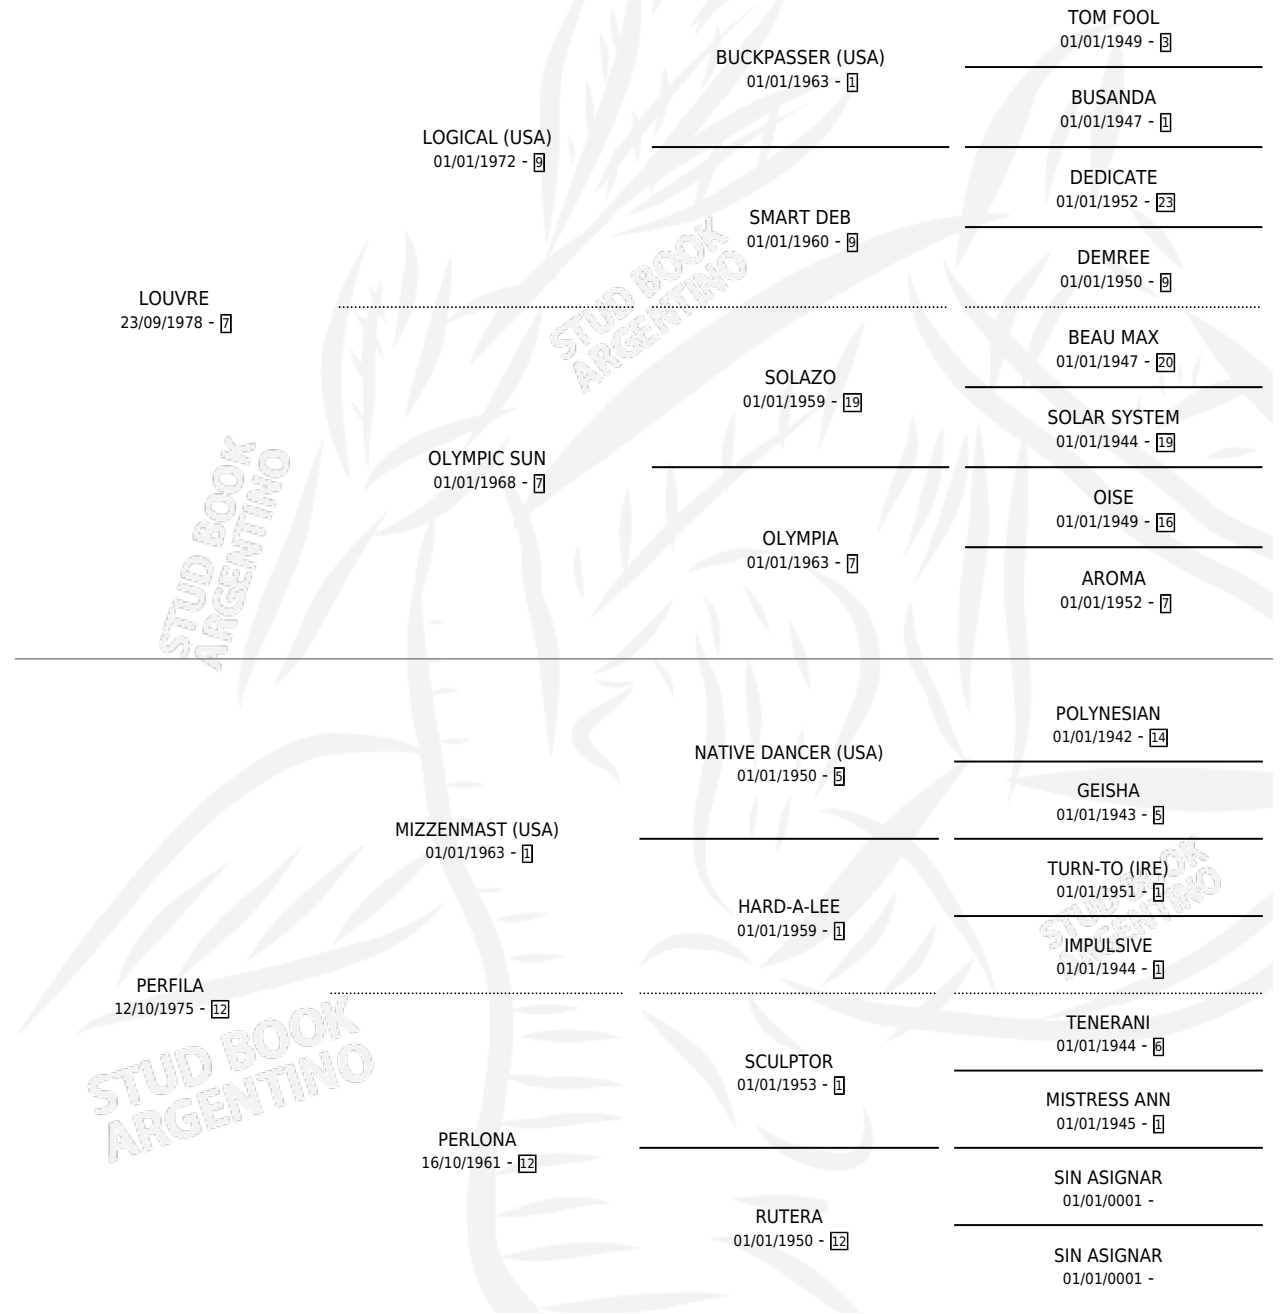 TOM FOOL
01/01/1949 - 3
BUCKPASSER (USA)
01/01/1963 - 1
BUSANDA
01/01/1947 - 1
LOGICAL (USA)
01/01/1972 - 9
DEDICATE
01/01/1952 - 23
SMART DEB
01/01/1960 - 9
DEMREE
01/01/1950 - 9
LOUVRE
23/09/1978 - 7
STUD BOOK
ARGENTINO
BEAU MAX
01/01/1947 - 20
SOLAZO
01/01/1959 - 19
SOLAR SYSTEM
01/01/1944 - 19
OLYMPIC SUN
01/01/1968 - 7
OISE
01/01/1949 - 16
OLYMPIA
01/01/1963 - 7
AROMA
01/01/1952 - 7
STUD BOOK
ARGENTINO
POLYNESIAN
01/01/1942 - 14
NATIVE DANCER (USA)
01/01/1950 - 5
GEISHA
01/01/1943 - 5
MIZZENMAST (USA)
01/01/1963 - 1
TURN-TO (IRE)
01/01/1951 - 1
HARD-A-LEE
01/01/1959 - 1
STUD BOOK
ARGENTINO
IMPULSIVE
01/01/1944 - 1
PERFILA
12/10/1975 - 12
TENERANI
01/01/1944 - 6
SCULPTOR
01/01/1953 - 1
STUD BOOK
ARGENTINO
MISTRESS ANN
01/01/1945 - 1
PERLONA
16/10/1961 - 12
SIN ASIGNAR
01/01/0001 -
RUTERA
01/01/1950 - 12
SIN ASIGNAR
01/01/0001 -